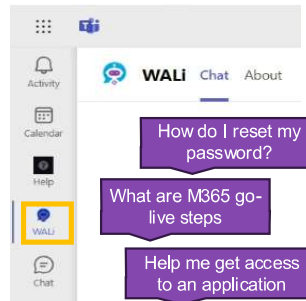 Activity
Calendar
Help
WALi
Chat
WALi Chat About
How do I reset my
password?
What are M365 go-
live steps
Help me get access
to an application